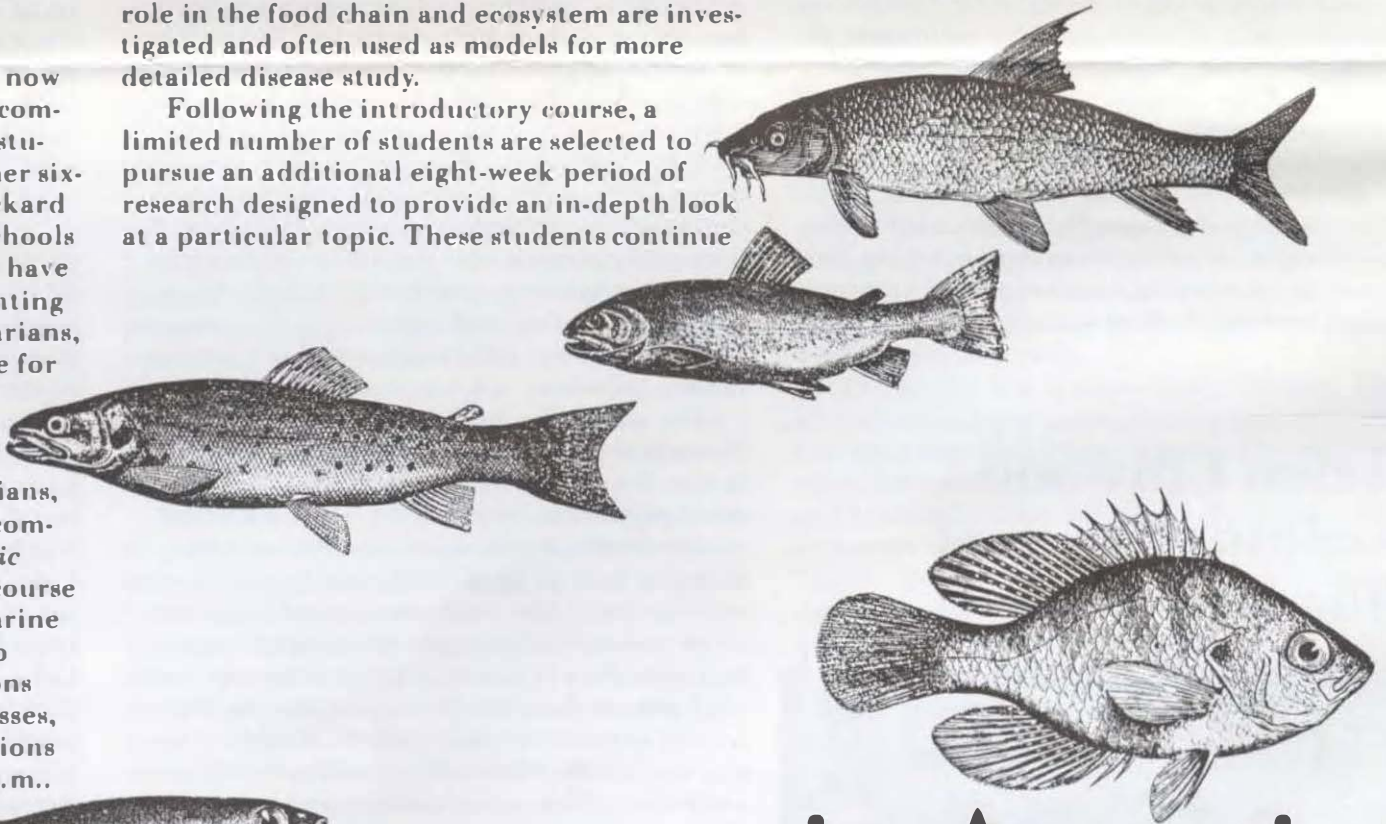 now
com-
stu-
ner six-
kard
hools
have
nting
arians,
e for
ians,
com-
ic
course
arine
o
ons
sses,
ions
.m..
role in the food chain and ecosystem are inves-
tigated and often used as models for more
detailed disease study.
Following the introductory course, a
limited number of students are selected to
pursue an additional eight-week period of
research designed to provide an in-depth look
at a particular topic. These students continue